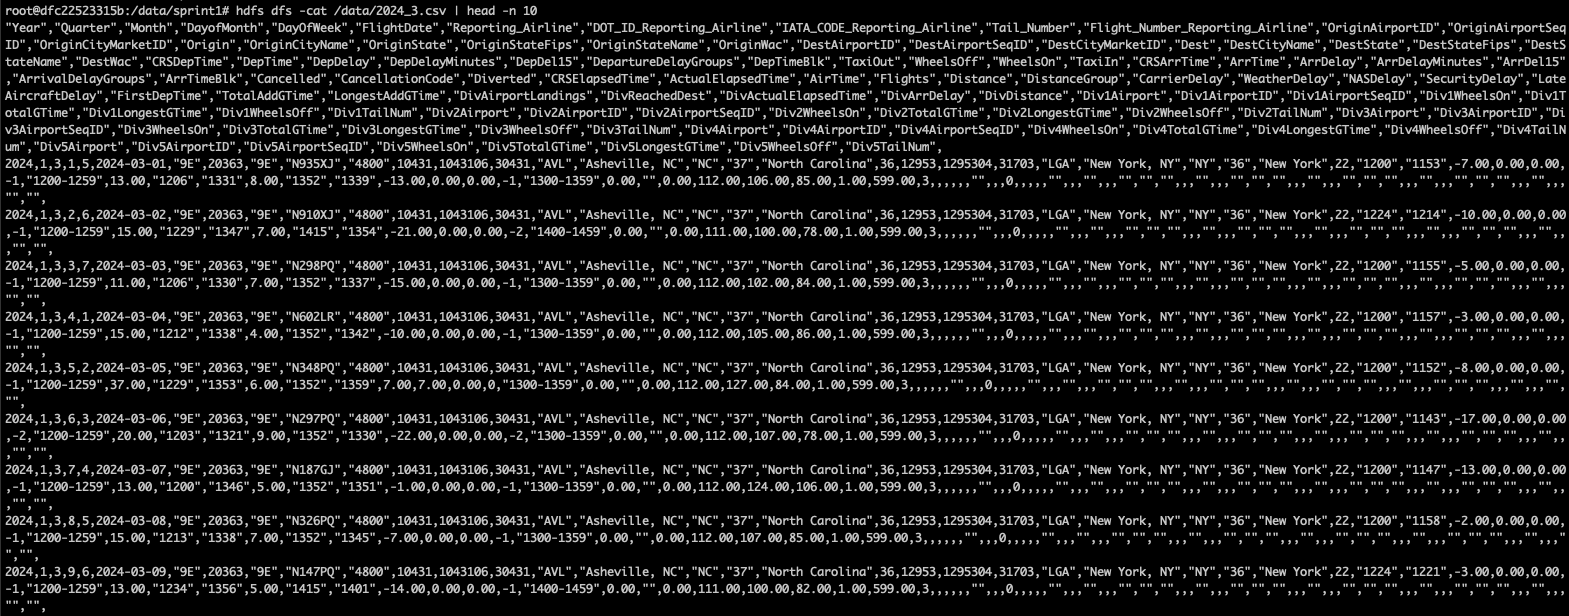 root@dfc22523315b:/data/sprint1# hdfs dfs -cat /data/2024_3.csv | head -n 10
"Year","Quarter","Month","DayofMonth","DayOfWeek","FlightDate","Reporting_Airline","DOT_ID_Reporting_Airline","IATA_CODE_Reporting_Airline","Tail_Number","Flight_Number_Reporting_Airline","OriginAirportID","OriginAirportSeq
ID","OriginCityMarketID","Origin","OriginCityName","OriginState","OriginStateFips","OriginStateName","OriginWac","DestAirportID","DestAirportSeqID","DestCityMarketID","Dest","DestCityName","DestState","DestStateFips","DestS
tateName","DestWac","CRSDepTime","DepTime","DepDelay","DepDelayMinutes","DepDel15","DepartureDelayGroups","DepTimeBlk","TaxiOut","WheelsOff","WheelsOn","TaxiIn","CRSArrTime","ArrTime","ArrDelay","ArrDelayMinutes","ArrDel15"
,"ArrivalDelayGroups","ArrTimeBlk","Cancelled","CancellationCode","Diverted","CRSElapsedTime","ActualElapsedTime","AirTime","Flights","Distance","DistanceGroup","CarrierDelay","WeatherDelay","NASDelay","SecurityDelay","Late
AircraftDelay","FirstDepTime","TotalAddGTime","LongestAddGTime","DivAirportLandings","DivReachedDest","DivActualElapsedTime","DivArrDelay","DivDistance","Div1Airport","Div1AirportID","Div1AirportSeqID","Div1WheelsOn","Div1T
otalGTime","Div1LongestGTime","Div1WheelsOff","Div1TailNum","Div2Airport","Div2AirportID","Div2AirportSeqID","Div2WheelsOn","Div2TotalGTime","Div2LongestGTime","Div2WheelsOff","Div2TailNum","Div3Airport","Div3AirportID","Di
v3AirportSeqID","Div3WheelsOn","Div3TotalGTime","Div3LongestGTime","Div3WheelsOff","Div3TailNum","Div4Airport","Div4AirportID","Div4AirportSeqID","Div4WheelsOn","Div4TotalGTime","Div4LongestGTime","Div4WheelsOff","Div4TailNu
m","Div5Airport","Div5AirportID","Div5AirportSeqID","Div5WheelsOn","Div5TotalGTime","Div5LongestGTime","Div5WheelsOff","Div5TailNum",
2024,1,3,1,5,2024-03-01,"9E",20363,"9E","N935XJ","4800",10431,1043106,30431,"AVL","Asheville, NC","NC","37","North Carolina",36,12953,1295304,31703,"LGA","New York, NY","NY","36","New York",22,"1200","1153",-7.00,0.00,0.00,
-1,"1200-1259",13.00,"1206","1331",8.00,"1352","1339",-13.00,0.00,0.00,-1,"1300-1359",0.00,"",0.00,112.00,106.00,85.00,1.00,599.00,3,,,,,,"",,,0,,,,,"",,,"",,,"","","",,,"",,,"","","",,,"",,,"","","",,,"",,,"","","",,,"",,,
"","",
2024,1,3,2,6,2024-03-02,"9E",20363,"9E","N910XJ","4800",10431,1043106,30431,"AVL","Asheville, NC","NC","37","North Carolina",36,12953,1295304,31703,"LGA","New York, NY","NY","36","New York",22,"1224","1214",-10.00,0.00,0.00
,-1,"1200-1259",15.00,"1229","1347",7.00,"1415","1354",-21.00,0.00,0.00,-2,"1400-1459",0.00,"",0.00,111.00,100.00,78.00,1.00,599.00,3,,,,,,"",,,0,,,,,"",,,"",,,"","","",,,"",,,"","","",,,"",,,"","","",,,"",,,"","","",,,"",,
,"","",
2024,1,3,3,7,2024-03-03,"9E",20363,"9E","N298PQ","4800",10431,1043106,30431,"AVL","Asheville, NC","NC","37","North Carolina",36,12953,1295304,31703,"LGA","New York, NY","NY","36","New York",22,"1200","1155",-5.00,0.00,0.00,
-1,"1200-1259",11.00,"1206","1330",7.00,"1352","1337",-15.00,0.00,0.00,-1,"1300-1359",0.00,"",0.00,112.00,102.00,84.00,1.00,599.00,3,,,,,,"",,,0,,,,,"",,,"",,,"","","",,,"",,,"","","",,,"",,,"","","",,,"",,,"","","",,,"",,,
"","",
2024,1,3,4,1,2024-03-04,"9E",20363,"9E","N602LR","4800",10431,1043106,30431,"AVL","Asheville, NC","NC","37","North Carolina",36,12953,1295304,31703,"LGA","New York, NY","NY","36","New York",22,"1200","1157",-3.00,0.00,0.00,
-1,"1200-1259",15.00,"1212","1338",4.00,"1352","1342",-10.00,0.00,0.00,-1,"1300-1359",0.00,"",0.00,112.00,105.00,86.00,1.00,599.00,3,,,,,,"",,,0,,,,,"",,,"",,,"","","",,,"",,,"","","",,,"",,,"","","",,,"",,,"","","",,,"",,,
"","",
2024,1,3,5,2,2024-03-05,"9E",20363,"9E","N348PQ","4800",10431,1043106,30431,"AVL","Asheville, NC","NC","37","North Carolina",36,12953,1295304,31703,"LGA","New York, NY","NY","36","New York",22,"1200","1152",-8.00,0.00,0.00,
-1,"1200-1259",37.00,"1229","1353",6.00,"1352","1359",7.00,7.00,0.00,0,"1300-1359",0.00,"",0.00,112.00,127.00,84.00,1.00,599.00,3,,,,,,"",,,0,,,,,"",,,"",,,"","","",,,"",,,"","","",,,"",,,"","","",,,"",,,"","","",,,"",,,"",
"",
2024,1,3,6,3,2024-03-06,"9E",20363,"9E","N297PQ","4800",10431,1043106,30431,"AVL","Asheville, NC","NC","37","North Carolina",36,12953,1295304,31703,"LGA","New York, NY","NY","36","New York",22,"1200","1143",-17.00,0.00,0.00
,-2,"1200-1259",20.00,"1203","1321",9.00,"1352","1330",-22.00,0.00,0.00,-2,"1300-1359",0.00,"",0.00,112.00,107.00,78.00,1.00,599.00,3,,,,,,"",,,0,,,,,"",,,"",,,"","","",,,"",,,"","","",,,"",,,"","","",,,"",,,"","","",,,"",,
,"","",
2024,1,3,7,4,2024-03-07,"9E",20363,"9E","N187GJ","4800",10431,1043106,30431,"AVL","Asheville, NC","NC","37","North Carolina",36,12953,1295304,31703,"LGA","New York, NY","NY","36","New York",22,"1200","1147",-13.00,0.00,0.00
,-1,"1200-1259",13.00,"1200","1346",5.00,"1352","1351",-1.00,0.00,0.00,-1,"1300-1359",0.00,"",0.00,112.00,124.00,106.00,1.00,599.00,3,,,,,,"",,,0,,,,,"",,,"",,,"","","",,,"",,,"","","",,,"",,,"","","",,,"",,,"","","",,,"",,
,"","",
2024,1,3,8,5,2024-03-08,"9E",20363,"9E","N326PQ","4800",10431,1043106,30431,"AVL","Asheville, NC","NC","37","North Carolina",36,12953,1295304,31703,"LGA","New York, NY","NY","36","New York",22,"1200","1158",-2.00,0.00,0.00,
-1,"1200-1259",15.00,"1213","1338",7.00,"1352","1345",-7.00,0.00,0.00,-1,"1300-1359",0.00,"",0.00,112.00,107.00,85.00,1.00,599.00,3,,,,,,"",,,0,,,,,"",,,"",,,"","","",,,"",,,"","","",,,"",,,"","","",,,"",,,"","","",,,"",,,"
","",
2024,1,3,9,6,2024-03-09,"9E",20363,"9E","N147PQ","4800",10431,1043106,30431,"AVL","Asheville, NC","NC","37","North Carolina",36,12953,1295304,31703,"LGA","New York, NY","NY","36","New York",22,"1224","1221",-3.00,0.00,0.00,
-1,"1200-1259",13.00,"1234","1356",5.00,"1415","1401",-14.00,0.00,0.00,-1,"1400-1459",0.00,"",0.00,111.00,100.00,82.00,1.00,599.00,3,,,,,,"",,,0,,,,,"",,,"",,,"","","",,,"",,,"","","",,,"",,,"","","",,,"",,,"","","",,,"",,,
"","",